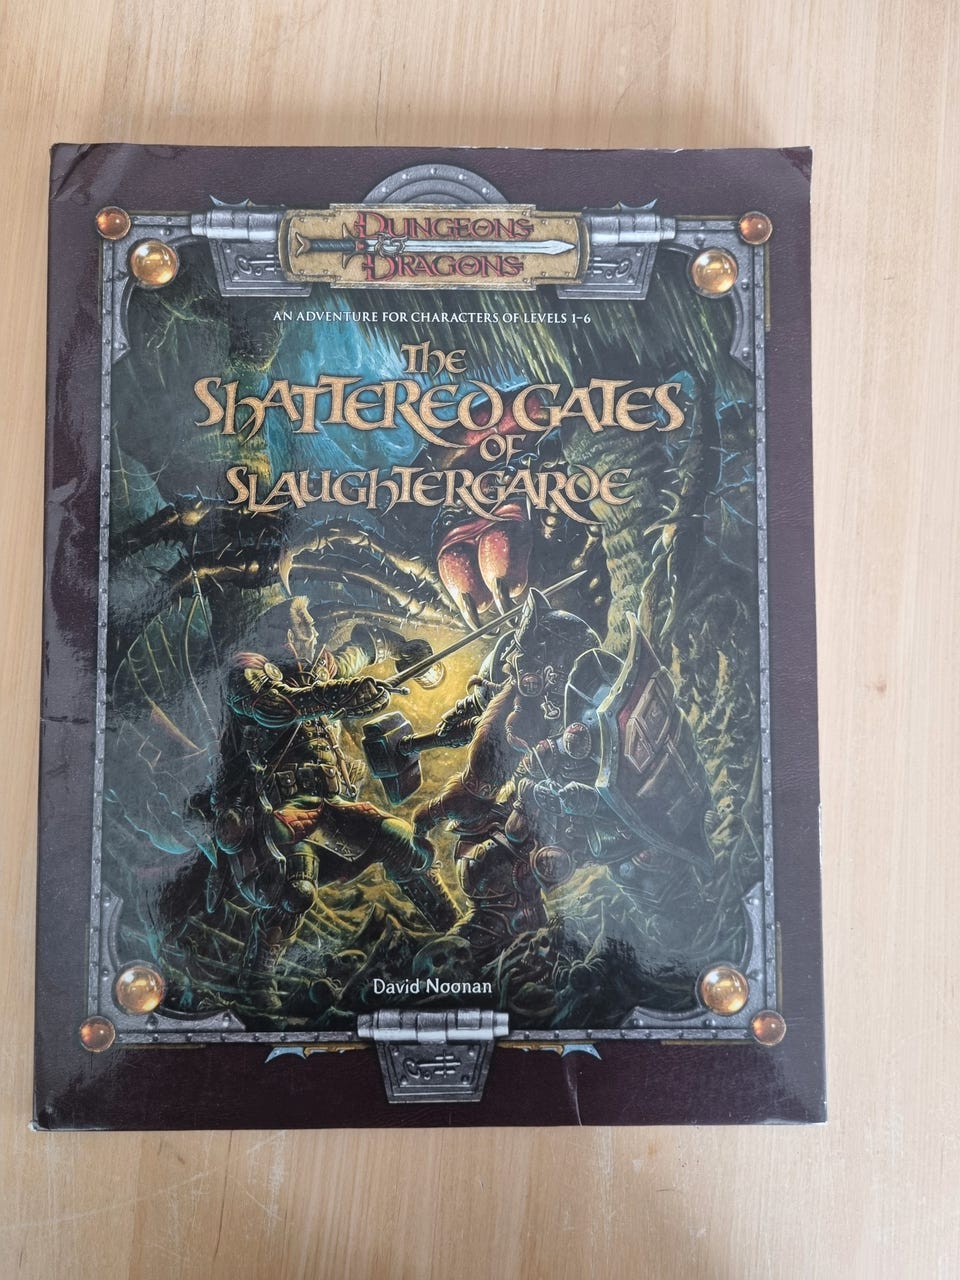 DUNGEONS
&
DRAGONS
AN ADVENTURE FOR CHARACTERS OF LEVELS 1–6
The
Shattered Gates
of
Slaughtergarde
David Noonan